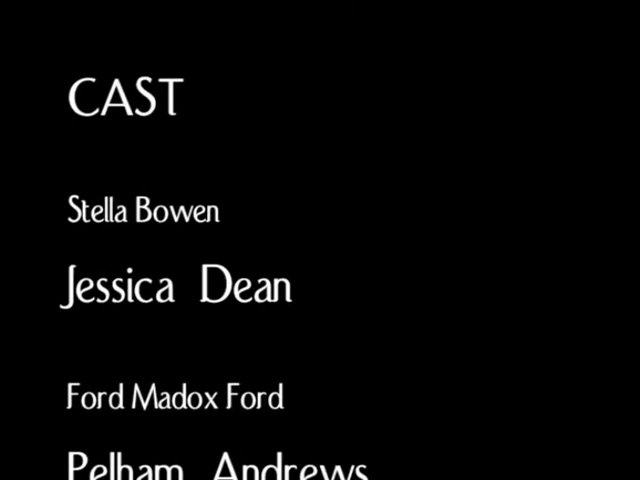 CAST
Stella Bowen
Jessica Dean
Ford Madox Ford
Pelham Andrews